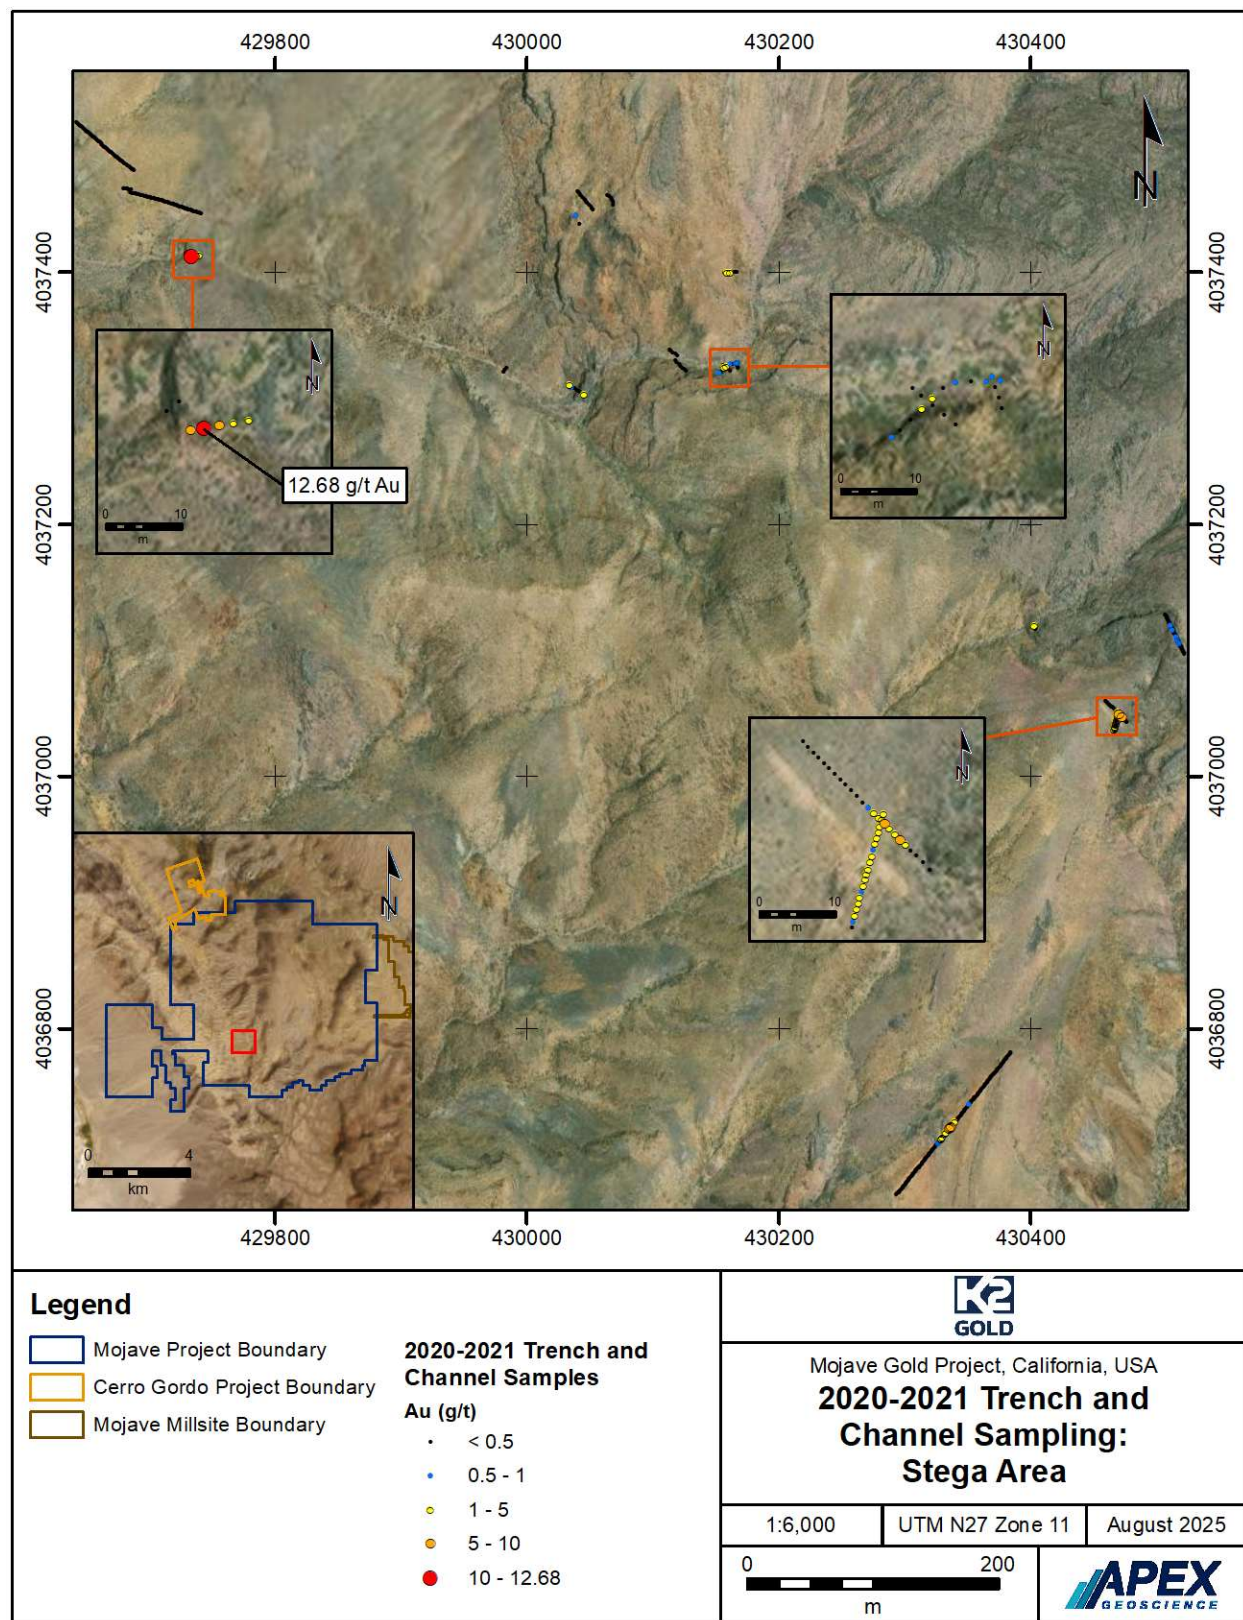 429800
430000
430200
430400
4037400
4037400
N
N
12.68 g/t Au
0
10
m
N
0
10
m
4037200
4037200
4037000
4037000
N
0
10
m
N
0
4
km
4036800
4036800
429800
430000
430200
430400
Legend
Mojave Project Boundary
Cerro Gordo Project Boundary
Mojave Millsite Boundary
2020-2021 Trench and
Channel Samples
Au (g/t)
< 0.5
0.5 - 1
1 - 5
5 - 10
10 - 12.68
K2
GOLD
Mojave Gold Project, California, USA
2020-2021 Trench and
Channel Sampling:
Stega Area
1:6,000
UTM N27 Zone 11
August 2025
0
200
m
APEX
GEOSCIENCE